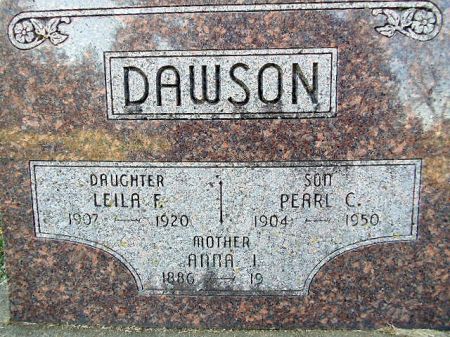 DAWSON
DAUGHTER
LEILA F.
1907 1920
SON
PEARL C.
1904 1950
MOTHER
ANNA I.
1886 19